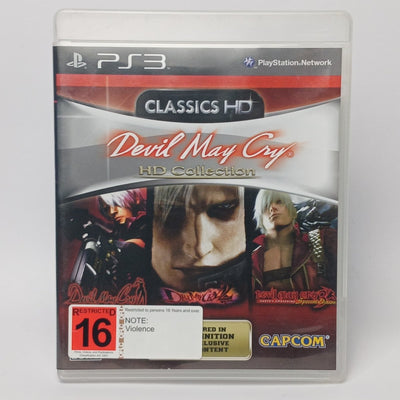 PS3
PlayStation®Network
CLASSICS HD
Devil May Cry®
HD Collection
Devil May Cry
Devil May Cry 2
Devil May Cry 3
RESTRICTED
16
Restricted to persons 16 Years and over.
NOTE:
Violence
CAPCOM